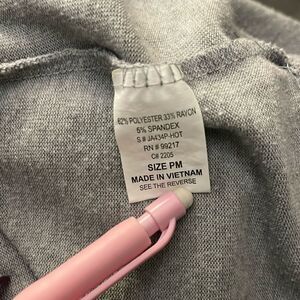 62% POLYESTER 33% RAYON
5% SPANDEX
S # JA434P-HOT
RN # 99217
C# 2205
SIZE PM
MADE IN VIETNAM
SEE THE REVERSE